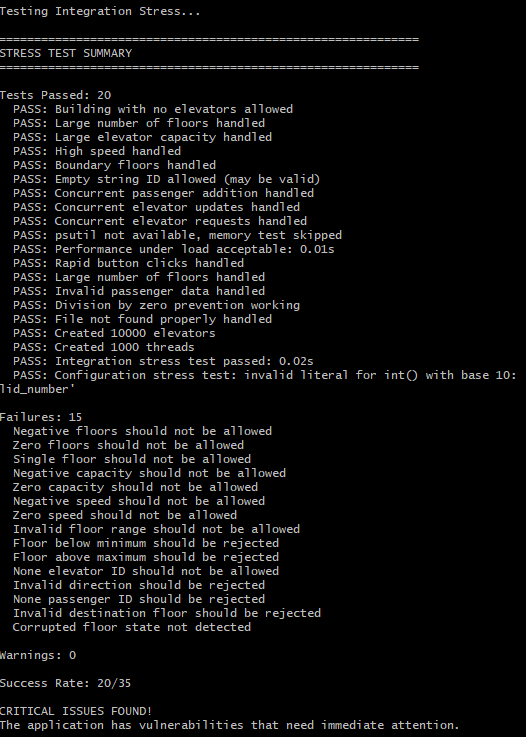 Testing Integration Stress...
============================================================
STRESS TEST SUMMARY
============================================================
Tests Passed: 20
PASS: Building with no elevators allowed
PASS: Large number of floors handled
PASS: Large elevator capacity handled
PASS: High speed handled
PASS: Boundary floors handled
PASS: Empty string ID allowed (may be valid)
PASS: Concurrent passenger addition handled
PASS: Concurrent elevator updates handled
PASS: Concurrent elevator requests handled
PASS: psutil not available, memory test skipped
PASS: Performance under load acceptable: 0.01s
PASS: Rapid button clicks handled
PASS: Large number of floors handled
PASS: Invalid passenger data handled
PASS: Division by zero prevention working
PASS: File not found properly handled
PASS: Created 10000 elevators
PASS: Created 1000 threads
PASS: Integration stress test passed: 0.02s
PASS: Configuration stress test: invalid literal for int() with base 10:
lid_number'
Failures: 15
Negative floors should not be allowed
Zero floors should not be allowed
Single floor should not be allowed
Negative capacity should not be allowed
Zero capacity should not be allowed
Negative speed should not be allowed
Zero speed should not be allowed
Invalid floor range should not be allowed
Floor below minimum should be rejected
Floor above maximum should be rejected
None elevator ID should not be allowed
Invalid direction should be rejected
None passenger ID should be rejected
Invalid destination floor should be rejected
Corrupted floor state not detected
Warnings: 0
Success Rate: 20/35
CRITICAL ISSUES FOUND!
The application has vulnerabilities that need immediate attention.